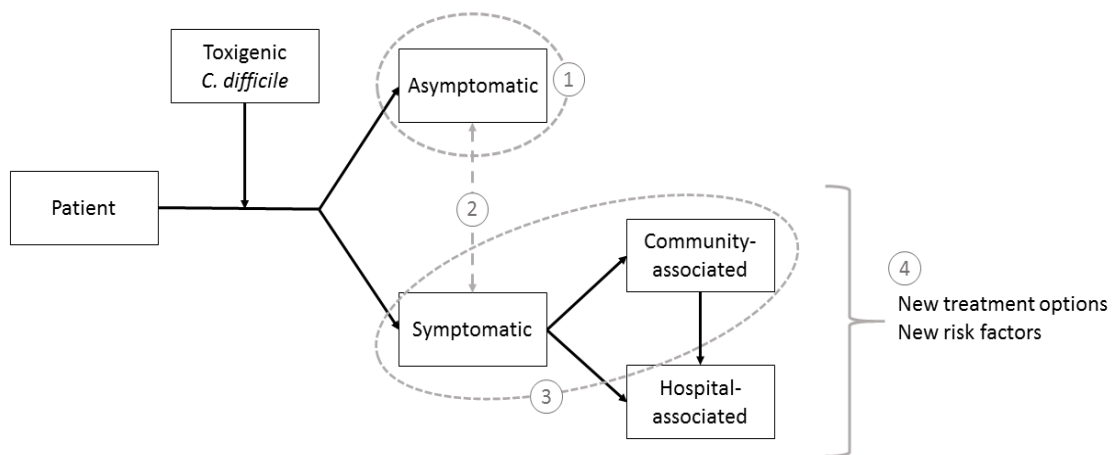 Toxigenic
C. difficile
Asymptomatic
1
Patient
2
Community-
associated
4
New treatment options
New risk factors
Symptomatic
3
Hospital-
associated